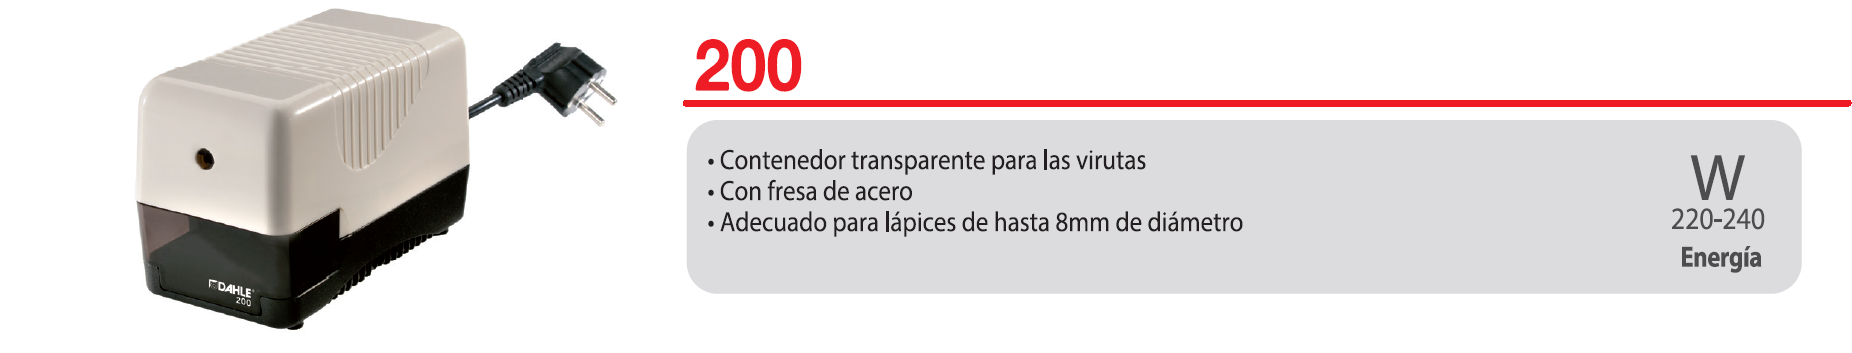 200
• Contenedor transparente para las virutas
• Con fresa de acero
• Adecuado para lápices de hasta 8mm de diámetro
W
220-240
Energía
DAHLE
200